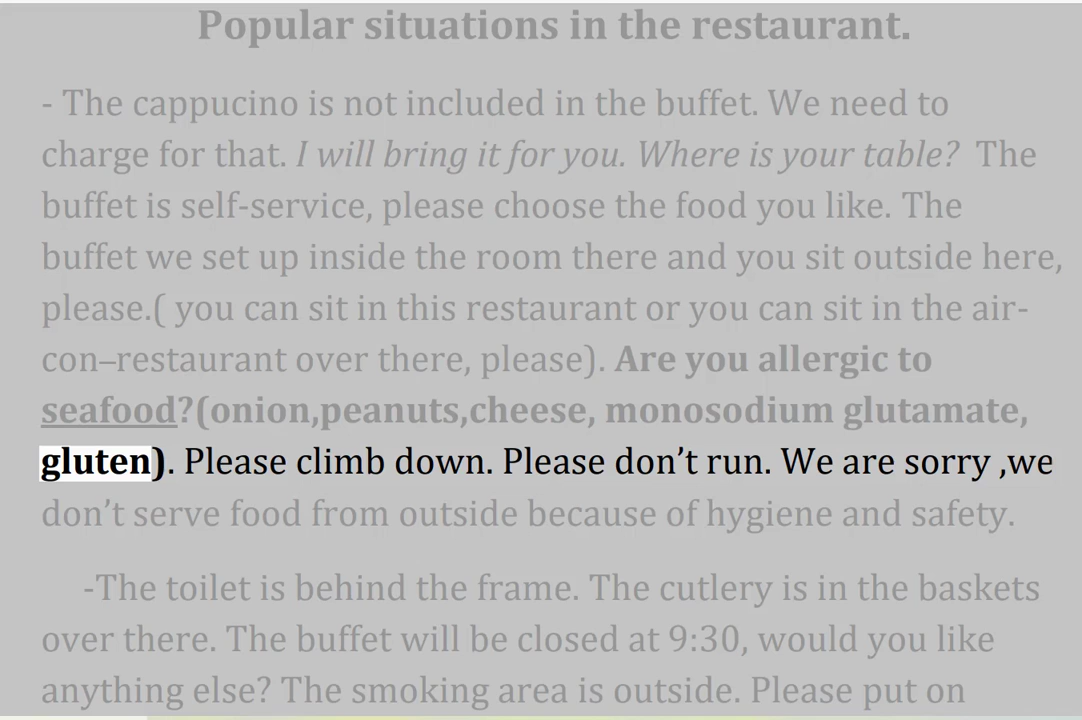 Popular situations in the restaurant.
- The cappucino is not included in the buffet. We need to
charge for that. I will bring it for you. Where is your table? The
buffet is self-service, please choose the food you like. The
buffet we set up inside the room there and you sit outside here,
please.( you can sit in this restaurant or you can sit in the air-
con–restaurant over there, please). Are you allergic to
seafood?(onion,peanuts,cheese, monosodium glutamate,
gluten). Please climb down. Please don’t run. We are sorry ,we
don’t serve food from outside because of hygiene and safety.
-The toilet is behind the frame. The cutlery is in the baskets
over there. The buffet will be closed at 9:30, would you like
anything else? The smoking area is outside. Please put on